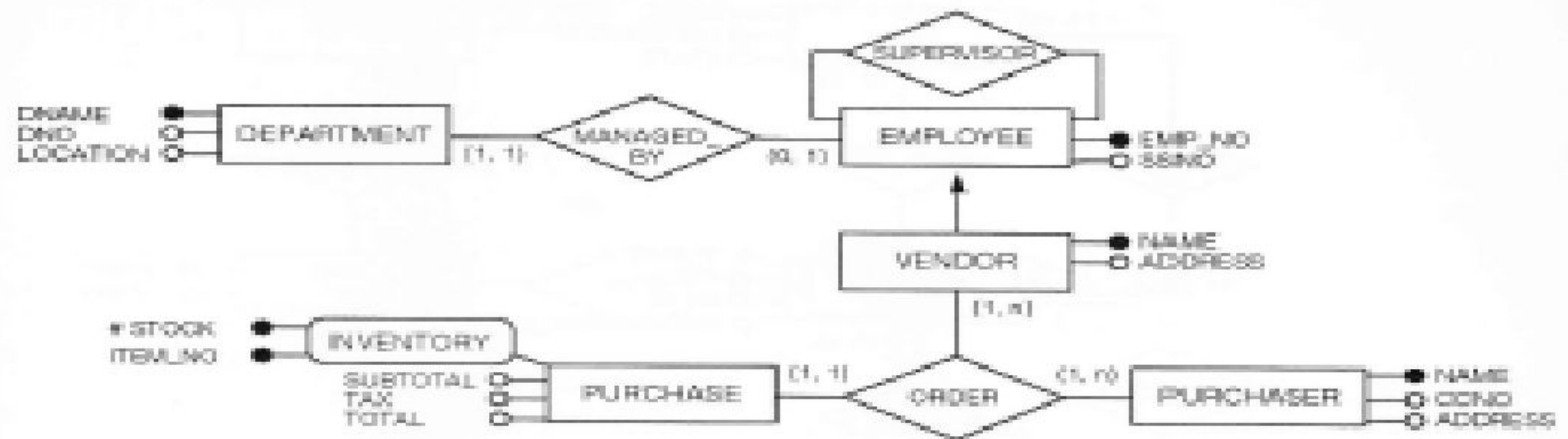 SUPERVISOR
DNAME
DNO
LOCATION
DEPARTMENT
(1, 1)
MANAGED_
BY
(0, 1)
EMPLOYEE
EMP_NO
SSNO
VENDOR
NAME
ADDRESS
(1, n)
# STOCK
ITEM_NO
INVENTORY
SUBTOTAL
TAX
TOTAL
PURCHASE
(1, 1)
ORDER
(1, n)
PURCHASER
NAME
ADDRESS